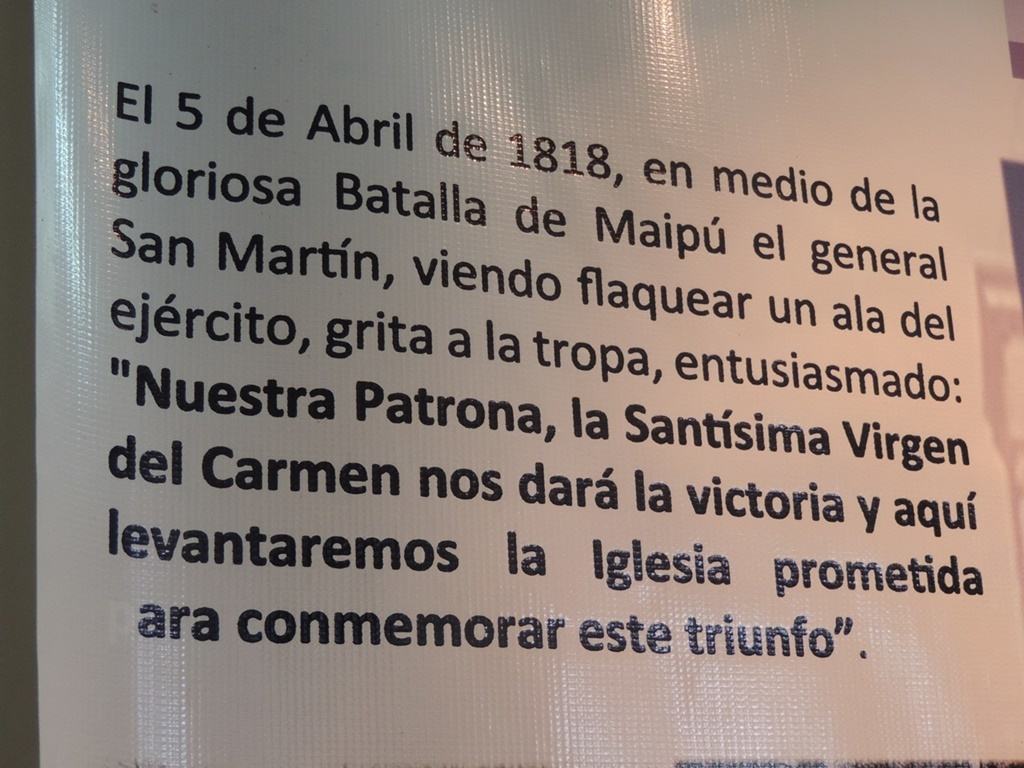 El 5 de Abril de 1818, en medio de la
gloriosa Batalla de Maipú el general
San Martín, viendo flaquear un ala del
ejército, grita a la tropa, entusiasmado:
"Nuestra Patrona, la Santísima Virgen
del Carmen nos dará la victoria y aquí
levantaremos la Iglesia prometida
ara conmemorar este triunfo”.